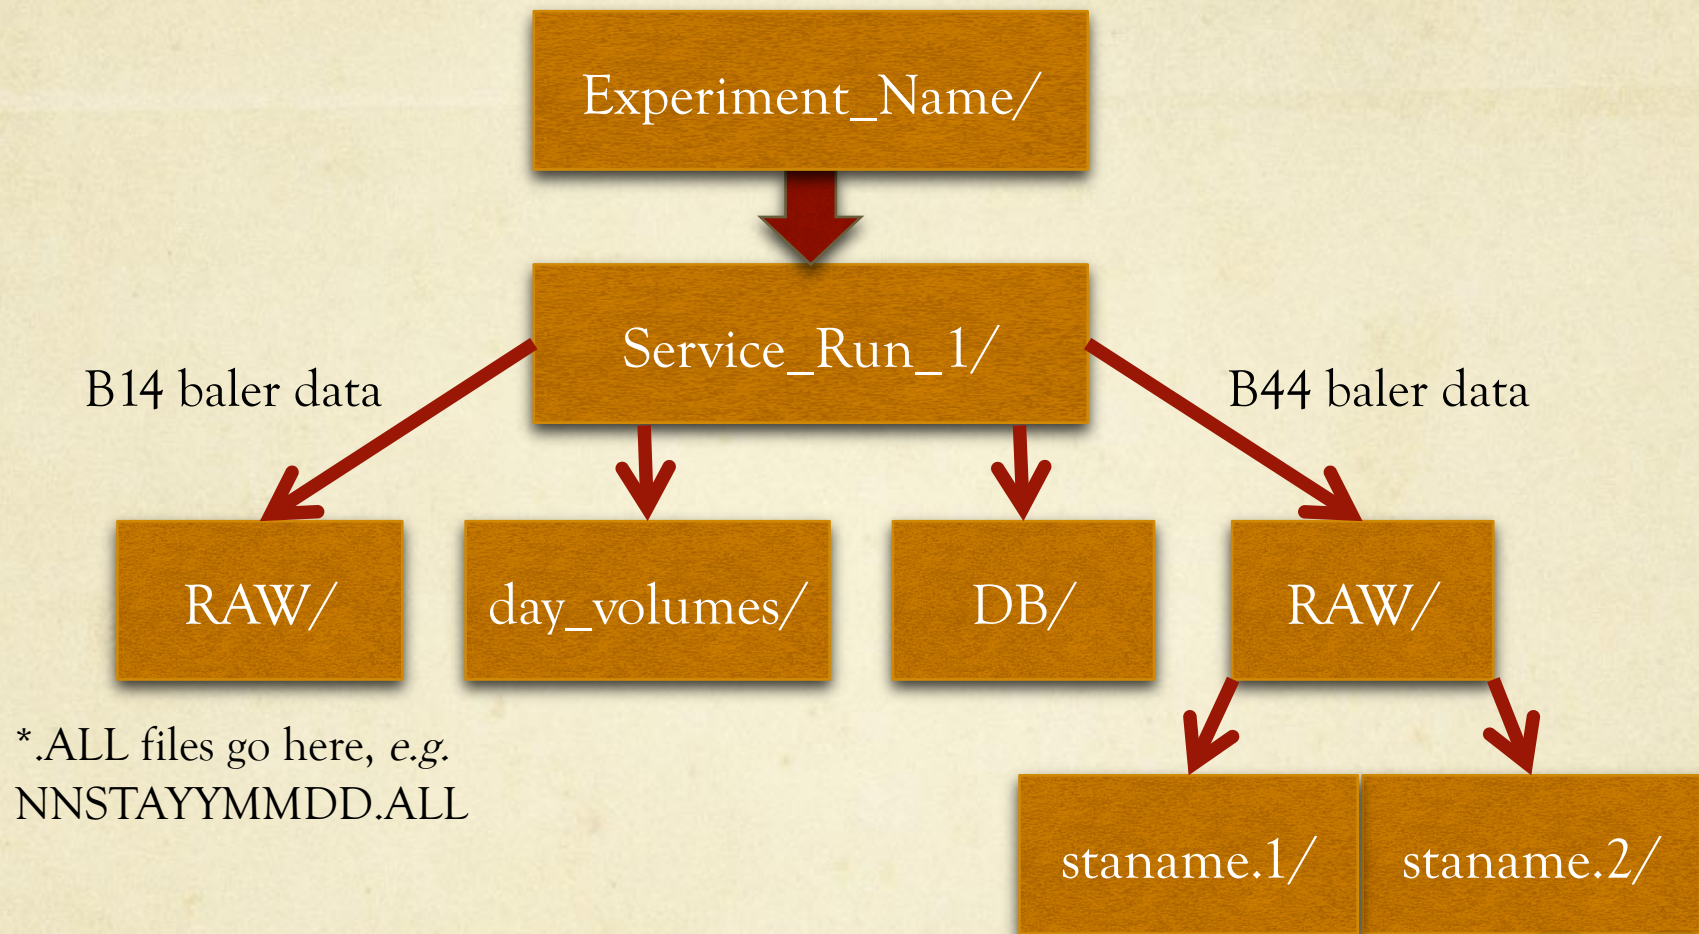 Experiment_Name/
Service_Run_1/
B14 baler data
B44 baler data
RAW/
day_volumes/
DB/
RAW/
*.ALL files go here, e.g.
NNSTAYYMMDD.ALL
staname.1/
staname.2/